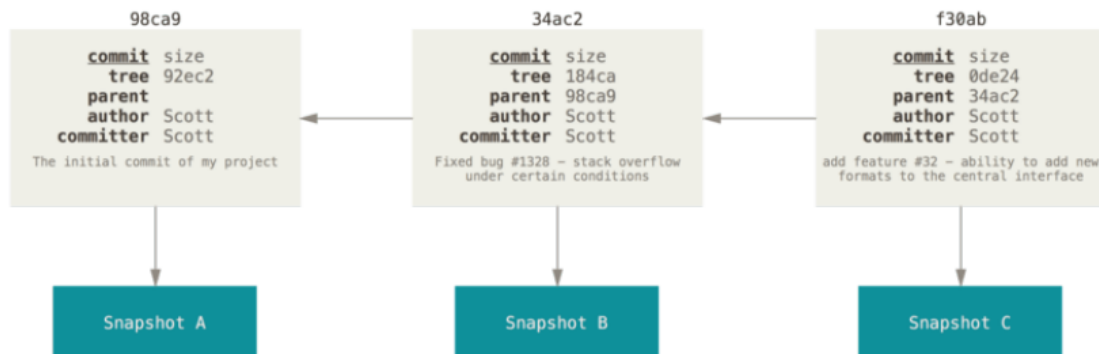 98ca9
commit size
tree 92ec2
parent
author Scott
committer Scott
The initial commit of my project
Snapshot A
34ac2
commit size
tree 184ca
parent 98ca9
author Scott
committer Scott
Fixed bug #1328 – stack overflow
under certain conditions
Snapshot B
f30ab
commit size
tree 0de24
parent 34ac2
author Scott
committer Scott
add feature #32 – ability to add new
formats to the central interface
Snapshot C